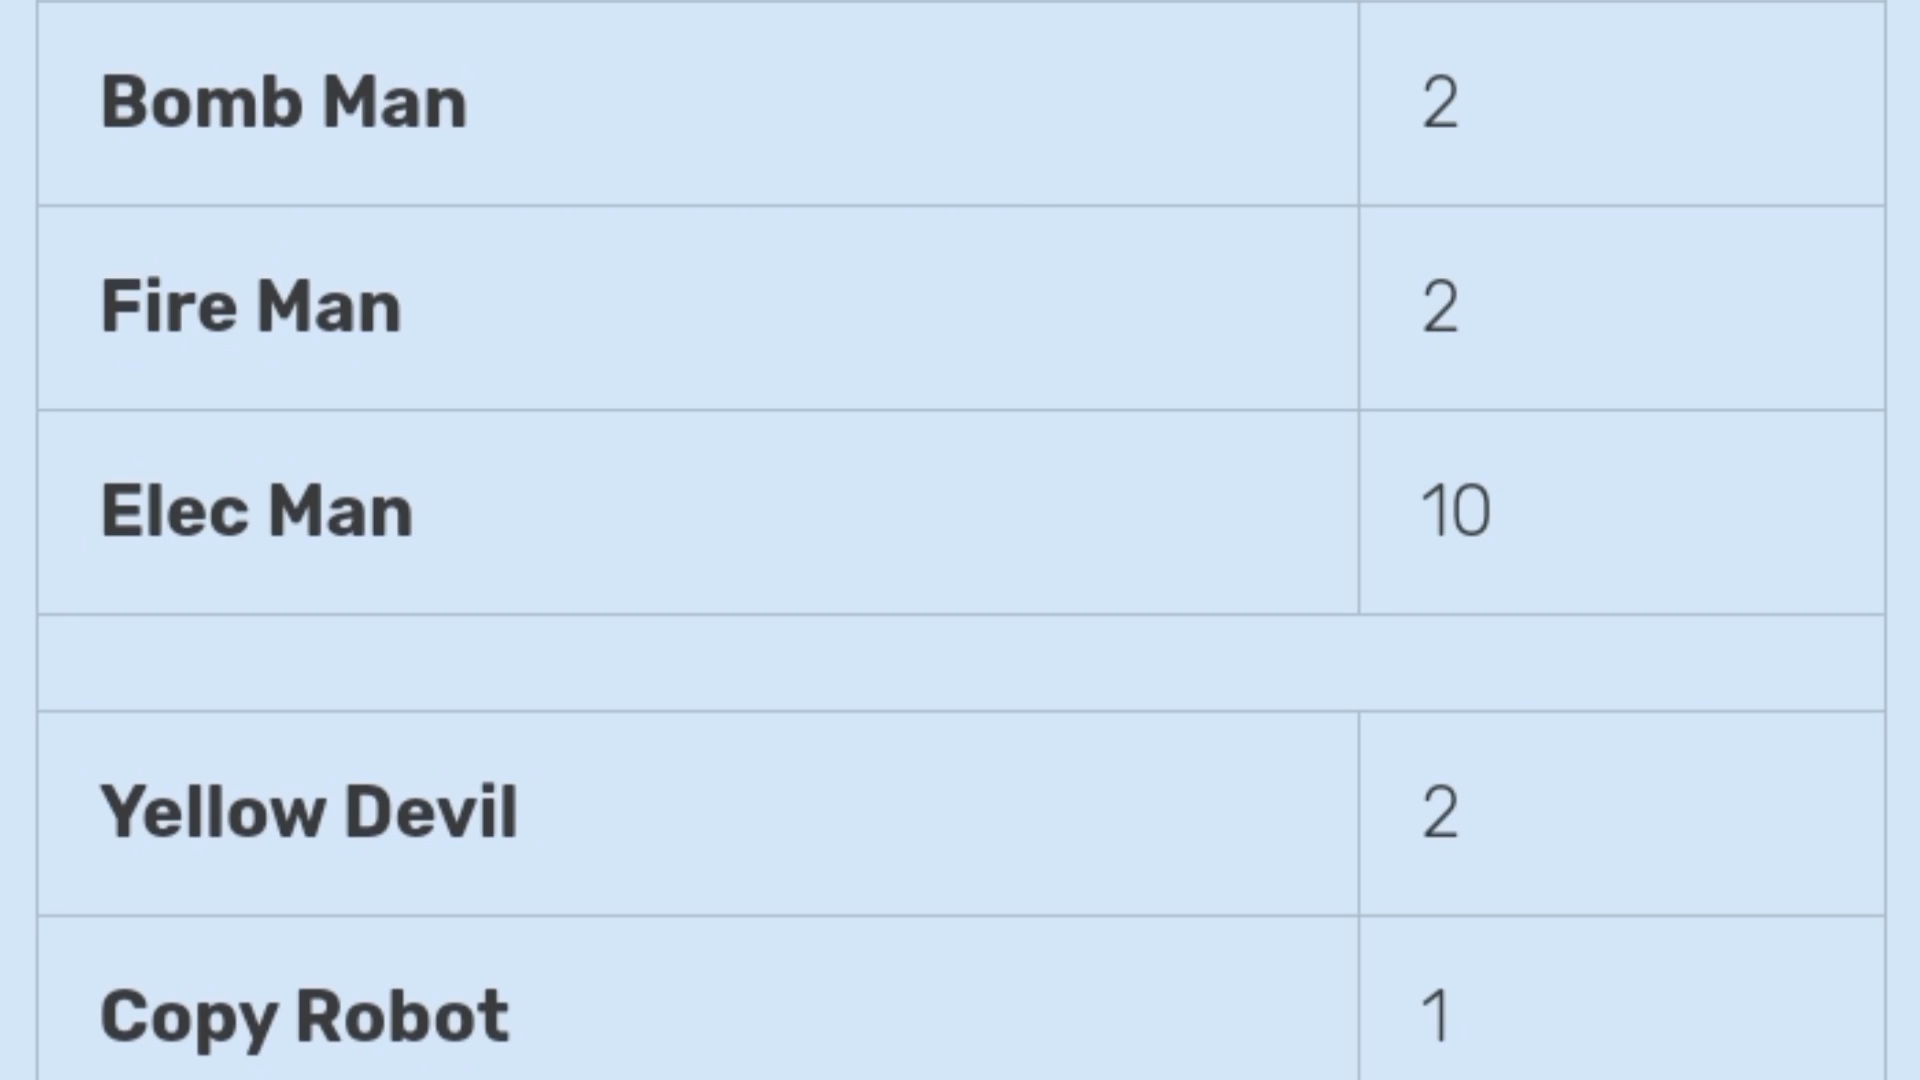 Bomb Man 2
Fire Man 2
Elec Man 10
Yellow Devil 2
Copy Robot 1